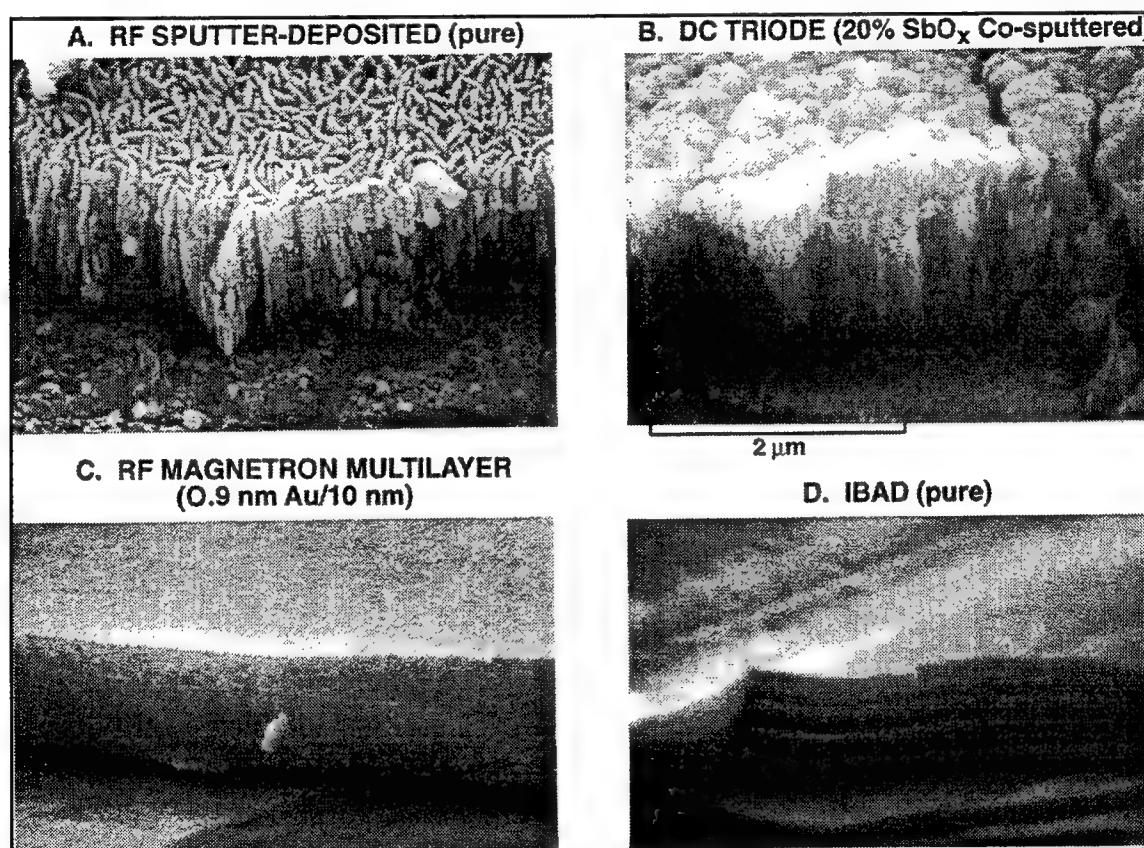 A. RF SPUTTER-DEPOSITED (pure)
B. DC TRIODE (20% SbOₓ Co-sputtered)
2 μm
C. RF MAGNETRON MULTILAYER
(O.9 nm Au/10 nm)
D. IBAD (pure)